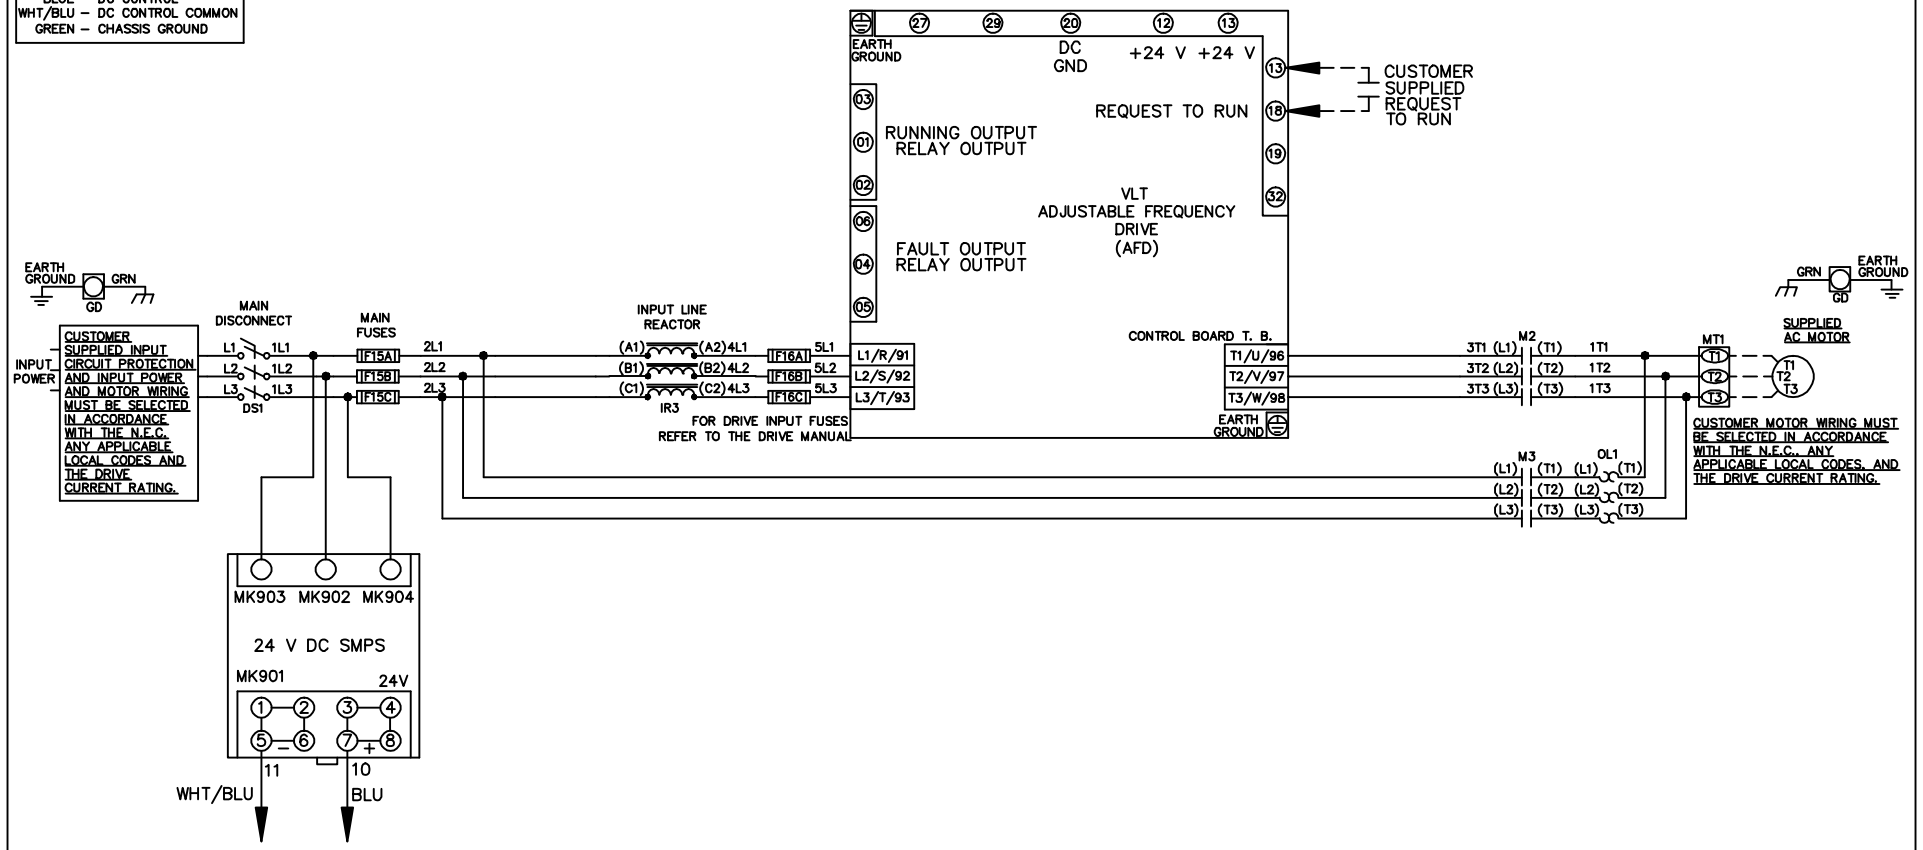 WHT/BLU – DC CONTROL COMMON
GREEN – CHASSIS GROUND
27 29 20 12 13
EARTH
GROUND
DC
GND
+24 V +24 V
13
18
19
32
CUSTOMER
SUPPLIED
REQUEST
TO RUN
REQUEST TO RUN
03
01
02
RUNNING OUTPUT
RELAY OUTPUT
06
04
05
FAULT OUTPUT
RELAY OUTPUT
VLT
ADJUSTABLE FREQUENCY
DRIVE
(AFD)
EARTH
GROUND
GRN
GD
INPUT
POWER
CUSTOMER
SUPPLIED INPUT
CIRCUIT PROTECTION
AND INPUT POWER
AND MOTOR WIRING
MUST BE SELECTED
IN ACCORDANCE
WITH THE N.E.C.
ANY APPLICABLE
LOCAL CODES AND
THE DRIVE
CURRENT RATING.
MAIN
DISCONNECT
L1 1L1
L2 1L2
L3 1L3
DS1
MAIN
FUSES
F15A 2L1
F15B 2L2
F15C 2L3
INPUT LINE
REACTOR
(A1) (A2) 4L1
(B1) (B2) 4L2
(C1) (C2) 4L3
IR3
F16A 5L1
F16B 5L2
F16C 5L3
FOR DRIVE INPUT FUSES
REFER TO THE DRIVE MANUAL
L1/R/91
L2/S/92
L3/T/93
CONTROL BOARD T. B.
T1/U/96
T2/V/97
T3/W/98
EARTH
GROUND
M2
3T1 (L1) (T1) 1T1
3T2 (L2) (T2) 1T2
3T3 (L3) (T3) 1T3
M3 OL1
(L1) (T1) (L1) (T1)
(L2) (T2) (L2) (T2)
(L3) (T3) (L3) (T3)
GRN
EARTH
GROUND
GD
SUPPLIED
AC MOTOR
MT1
T1
T2
T3
T1
T2
T3
CUSTOMER MOTOR WIRING MUST
BE SELECTED IN ACCORDANCE
WITH THE N.E.C., ANY
APPLICABLE LOCAL CODES, AND
THE DRIVE CURRENT RATING.
MK903 MK902 MK904
24 V DC SMPS
MK901
24V
1 2 3 4
5 – 6 7 + 8
11 10
WHT/BLU BLU